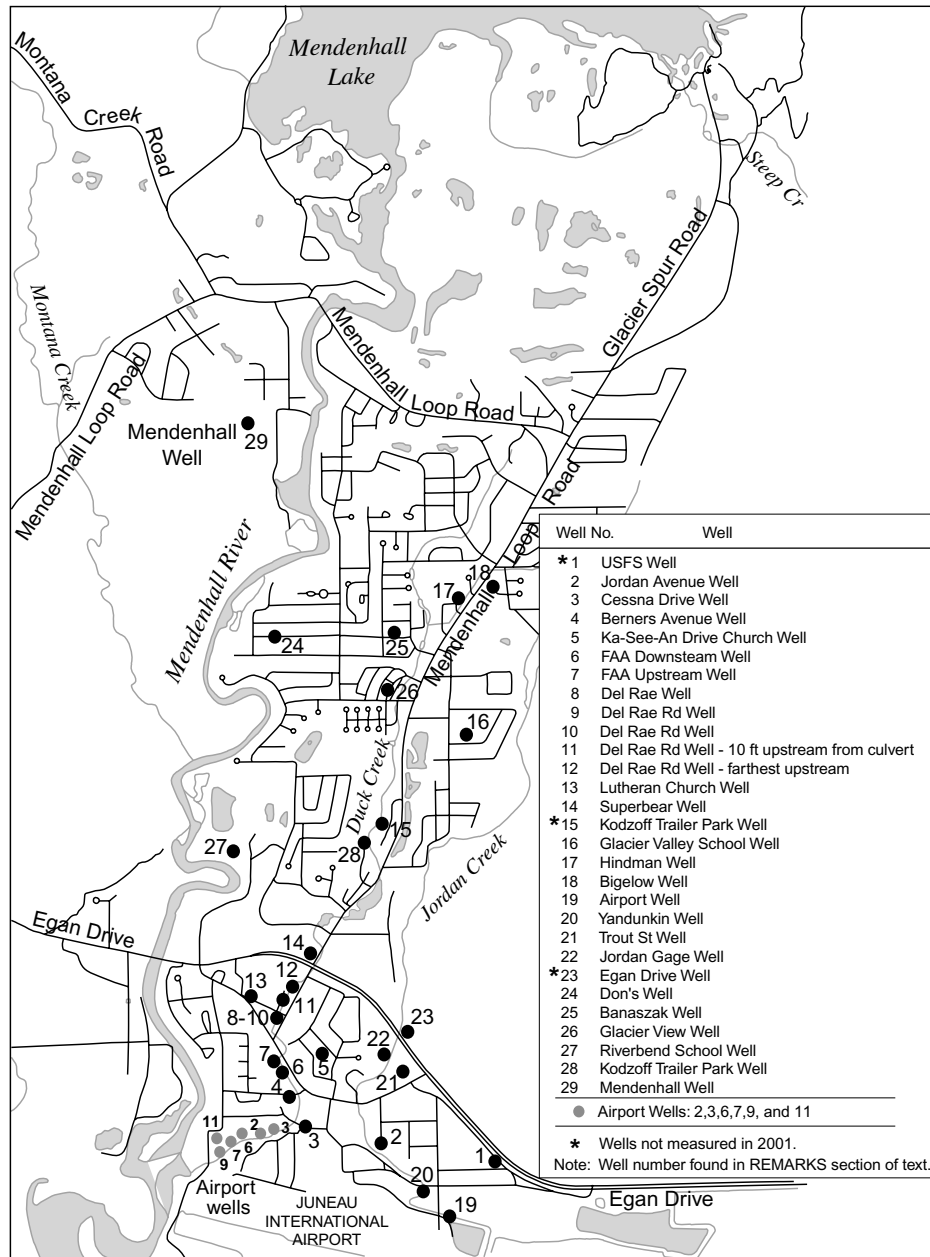 Mendenhall
Lake
Montana
Creek
Road
Steep Cr
Glacier Spur Road
Montana Creek
Mendenhall Loop Road
Mendenhall Loop Road
Mendenhall
Well
29
Mendenhall Loop Road
Mendenhall River
17
18
24
25
26
16
Duck Creek
15
28
27
Jordan Creek
Egan Drive
14
12
13
11
8-10
23
7
6
5
22
21
4
11
2
3
3
7
6
9
2
1
Airport
wells
20
19
JUNEAU
INTERNATIONAL
AIRPORT
Egan Drive
Well No. Well
*1 USFS Well
2 Jordan Avenue Well
3 Cessna Drive Well
4 Berners Avenue Well
5 Ka-See-An Drive Church Well
6 FAA Downsteam Well
7 FAA Upstream Well
8 Del Rae Well
9 Del Rae Rd Well
10 Del Rae Rd Well
11 Del Rae Rd Well - 10 ft upstream from culvert
12 Del Rae Rd Well - farthest upstream
13 Lutheran Church Well
14 Superbear Well
*15 Kodzoff Trailer Park Well
16 Glacier Valley School Well
17 Hindman Well
18 Bigelow Well
19 Airport Well
20 Yandunkin Well
21 Trout St Well
22 Jordan Gage Well
*23 Egan Drive Well
24 Don's Well
25 Banaszak Well
26 Glacier View Well
27 Riverbend School Well
28 Kodzoff Trailer Park Well
29 Mendenhall Well
Airport Wells: 2,3,6,7,9, and 11
* Wells not measured in 2001.
Note: Well number found in REMARKS section of text.